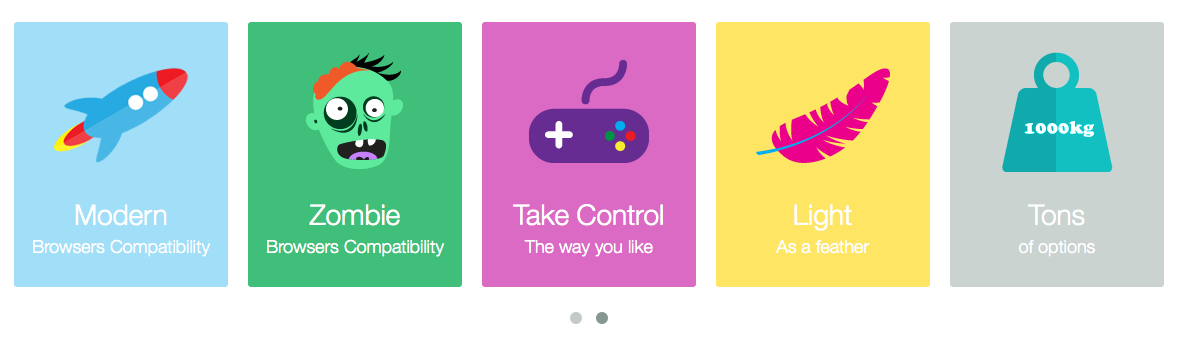 1000kg
Modern
Browsers Compatibility
Zombie
Browsers Compatibility
Take Control
The way you like
Light
As a feather
Tons
of options